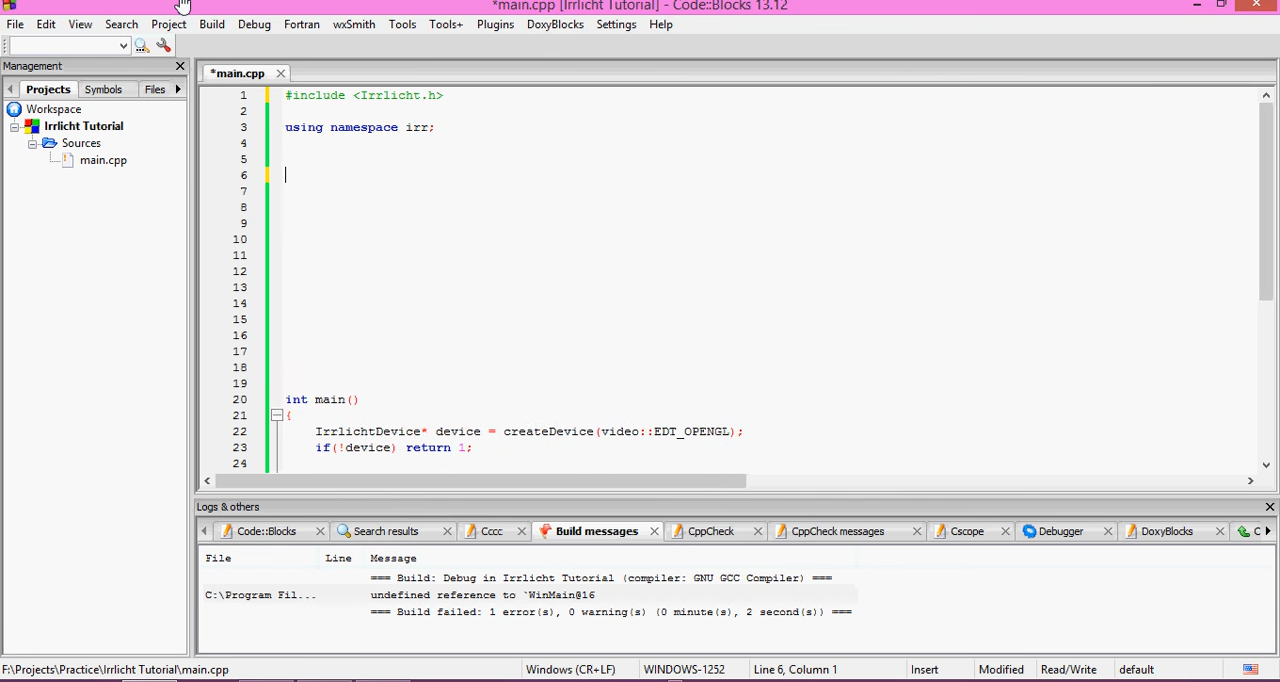 *main.cpp [Irrlicht Tutorial] - Code::Blocks 13.12
File Edit View Search Project Build Debug Fortran wxSmith Tools Tools+ Plugins DoxyBlocks Settings Help
Management
*main.cpp
Projects Symbols Files
Workspace
Irrlicht Tutorial
Sources
main.cpp
1 #include <Irrlicht.h>
2
3 using namespace irr;
4
5
6
7
8
9
10
11
12
13
14
15
16
17
18
19
20 int main()
21 {
22 IrrlichtDevice* device = createDevice(video::EDT_OPENGL);
23 if(!device) return 1;
24
Logs & others
Code::Blocks Search results Cccc Build messages CppCheck CppCheck messages Cscope Debugger DoxyBlocks C
File Line Message
=== Build: Debug in Irrlicht Tutorial (compiler: GNU GCC Compiler) ===
C:\Program Fil... undefined reference to `WinMain@16
=== Build failed: 1 error(s), 0 warning(s) (0 minute(s), 2 second(s)) ===
F:\Projects\Practice\Irrlicht Tutorial\main.cpp Windows (CR+LF) WINDOWS-1252 Line 6, Column 1 Insert Modified Read/Write default